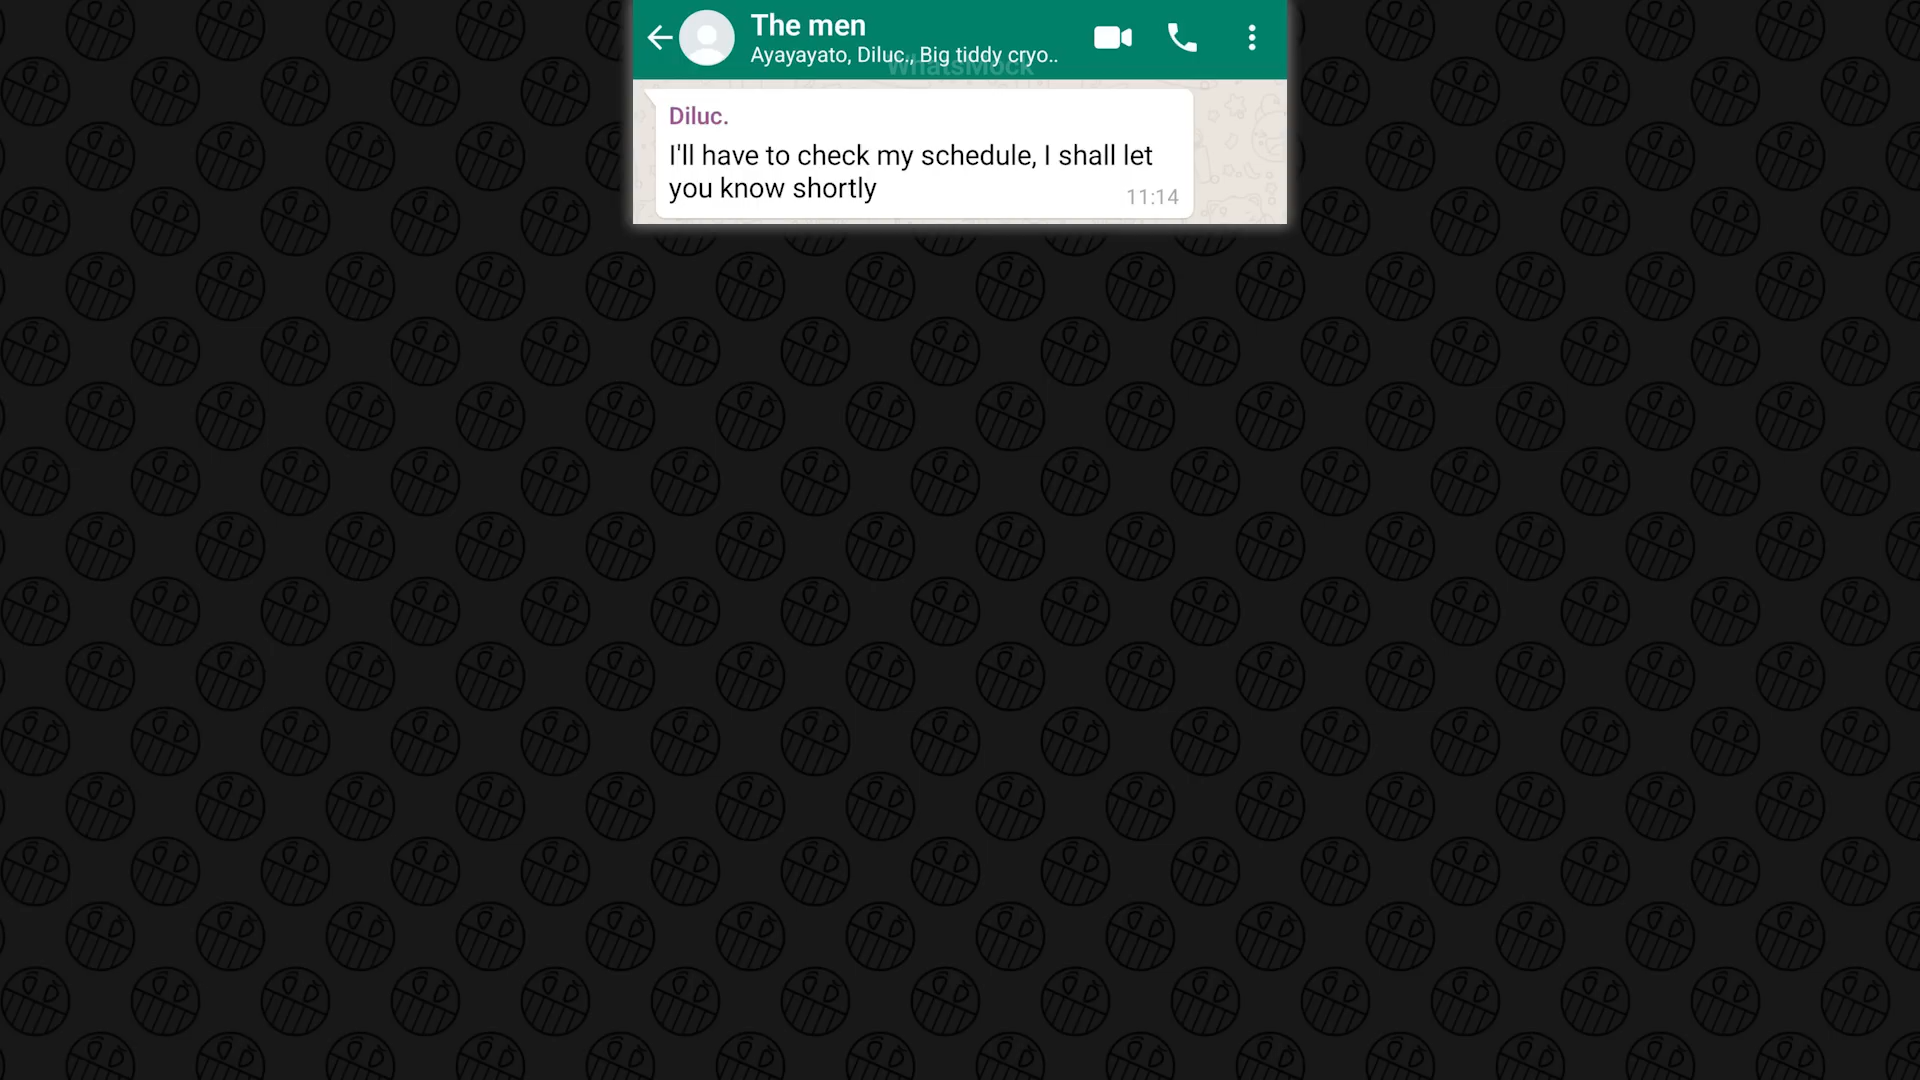 The men
Ayayayato, Diluc., Big tiddy cryo..
WhatsMock
Diluc.
I'll have to check my schedule, I shall let
you know shortly
11:14